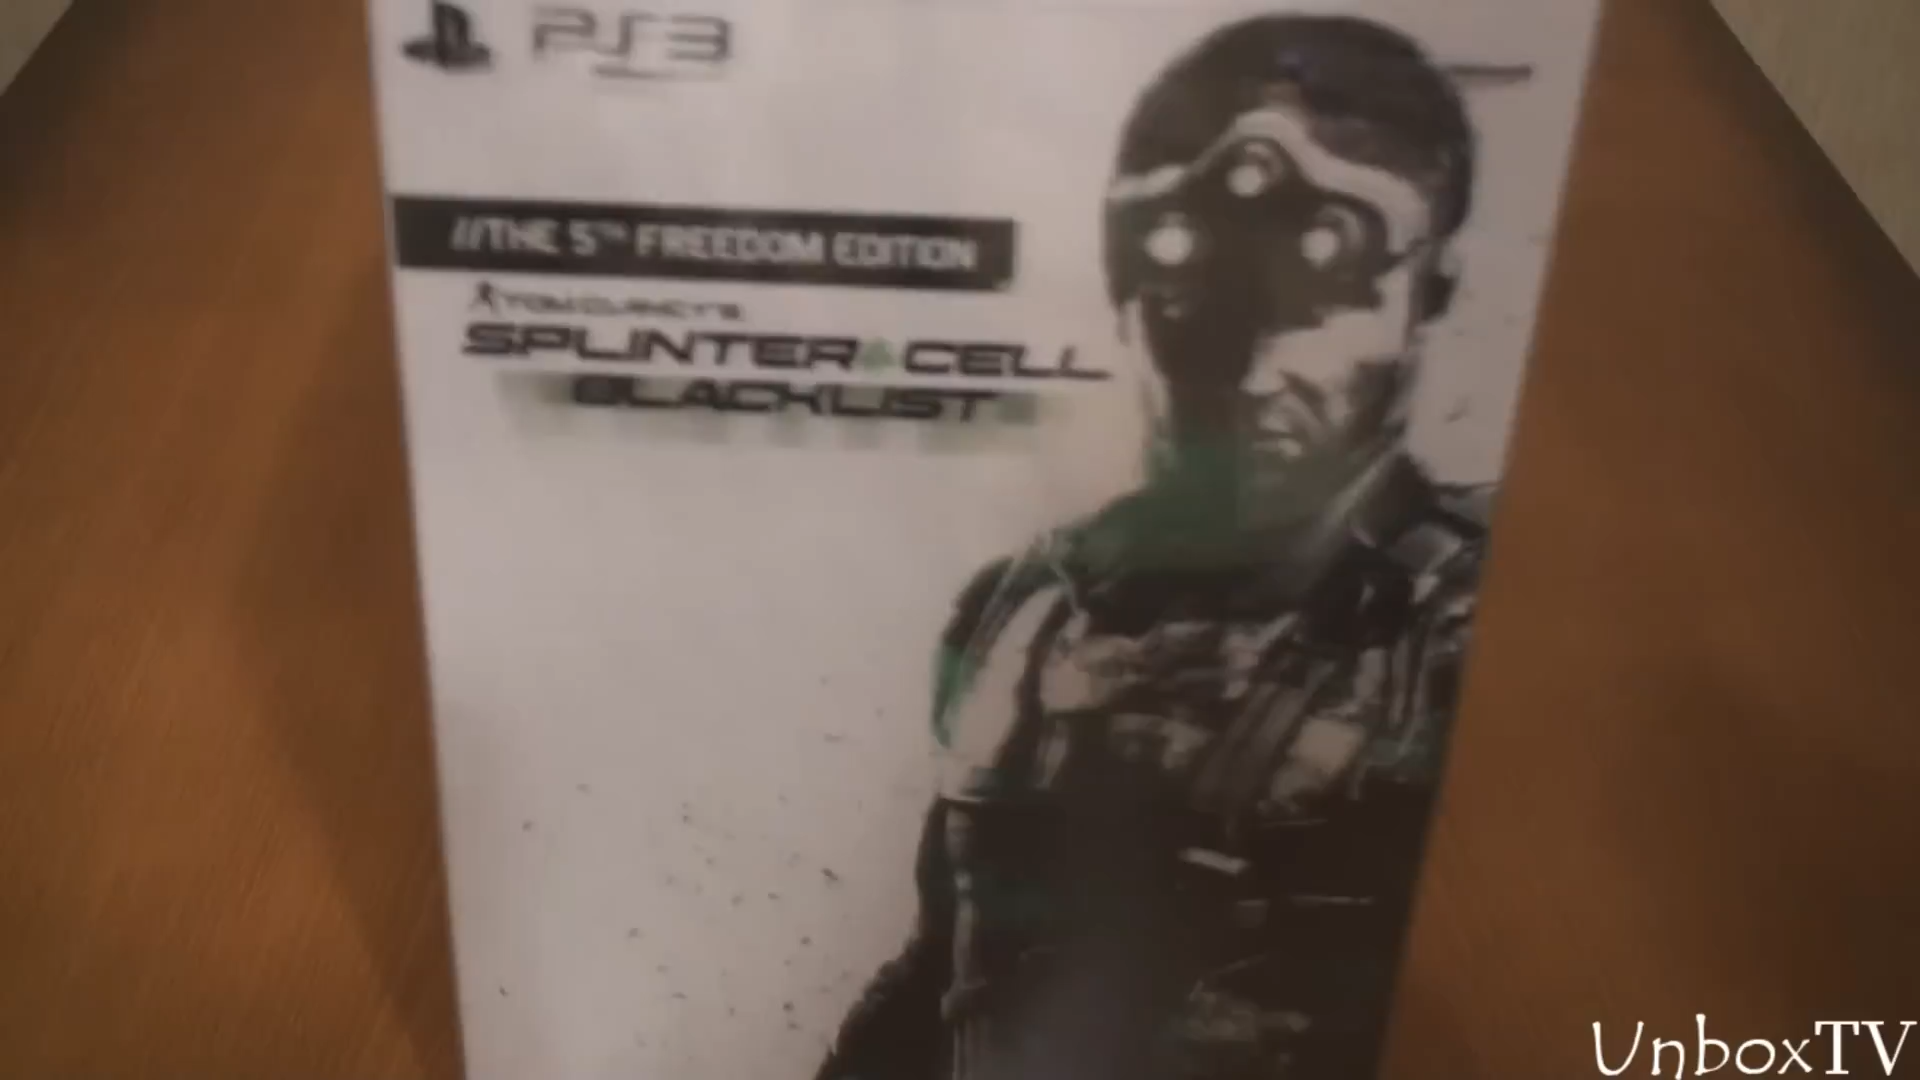 PS3
//THE 5TH FREEDOM EDITION
TOM CLANCY'S
SPLINTER CELL
BLACKLIST
UnboxTV